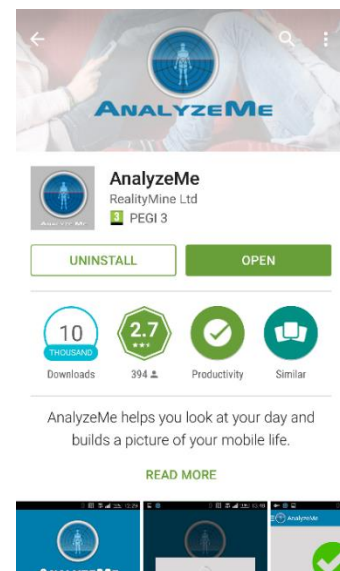 ANALYZEME
AnalyzeMe
RealityMine Ltd
3 PEGI 3
UNINSTALL
OPEN
10
THOUSAND
2.7
Downloads
394
Productivity
Similar
AnalyzeMe helps you look at your day and
builds a picture of your mobile life.
READ MORE
AnalyzeMe